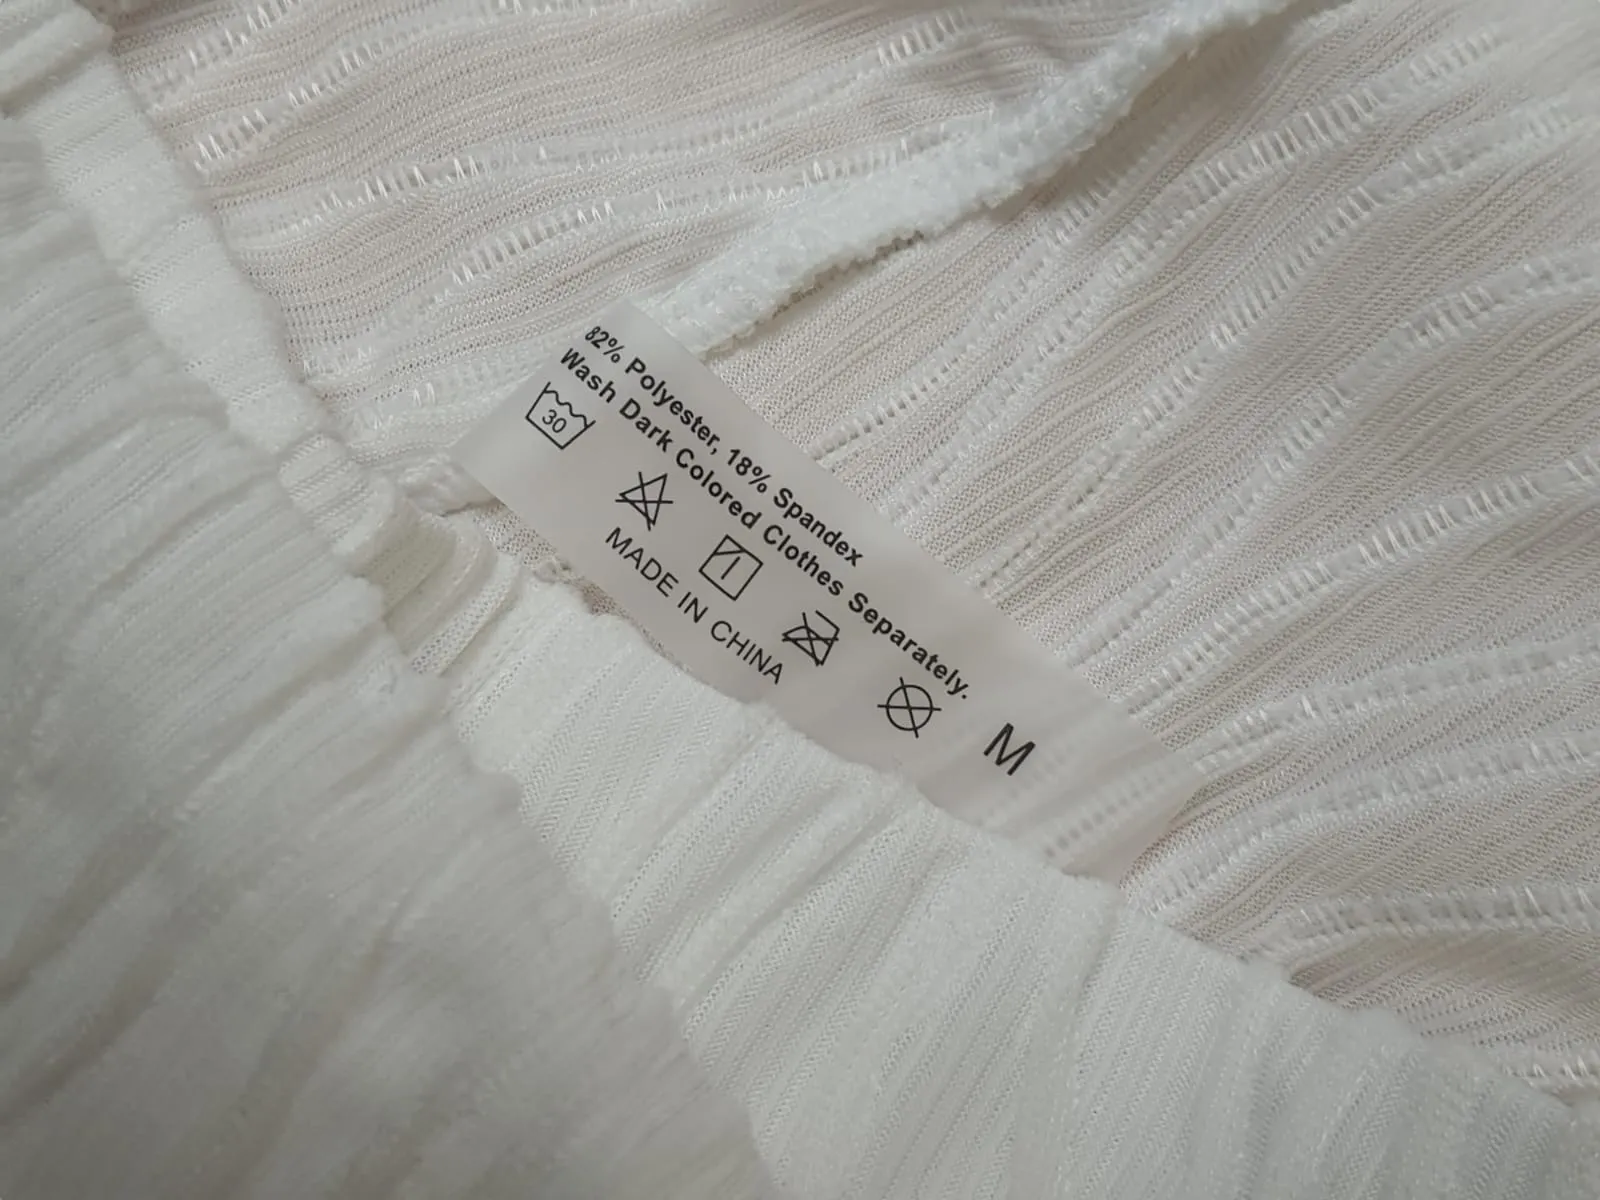 82% Polyester, 18% Spandex
Wash Dark Colored Clothes Separately.
30
MADE IN CHINA
M